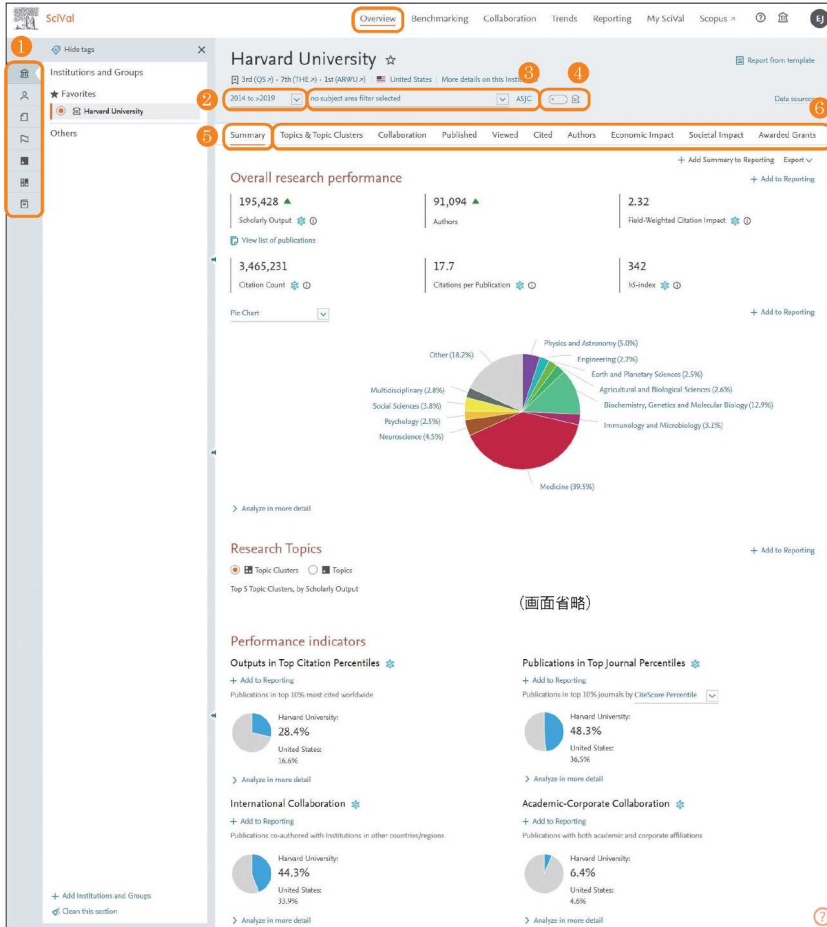 SciVal
Overview Benchmarking Collaboration Trends Reporting My SciVal Scopus EJ
1
Hide tags
Institutions and Groups
Favorites
Harvard University
Others
Harvard University
Report from template
3rd (QS) · 7th (THE) · 1st (ARWU) United States More details on this Insti
3 4
2 2014 to >2019 no subject area filter selected ASJC
Data sources
6
5 Summary Topics & Topic Clusters Collaboration Published Viewed Cited Authors Economic Impact Societal Impact Awarded Grants
+ Add Summary to Reporting Export
Overall research performance
+ Add to Reporting
195,428 91,094 2.32
Scholarly Output Authors Field-Weighted Citation Impact
View list of publications
3,465,231 17.7 342
Citation Count Citations per Publication h5-index
Pie Chart
+ Add to Reporting
Physics and Astronomy (5.0%)
Other (18.2%)
Engineering (2.7%)
Earth and Planetary Sciences (2.5%)
Multidisciplinary (2.8%)
Agricultural and Biological Sciences (2.6%)
Social Sciences (3.8%)
Biochemistry, Genetics and Molecular Biology (12.9%)
Psychology (2.5%)
Immunology and Microbiology (3.1%)
Neuroscience (4.5%)
Medicine (39.5%)
> Analyze in more detail
Research Topics
+ Add to Reporting
Topic Clusters Topics
Top 5 Topic Clusters, by Scholarly Output
(画面省略)
Performance indicators
Outputs in Top Citation Percentiles
+ Add to Reporting
Publications in top 10% most cited worldwide
Harvard University:
28.4%
United States:
16.6%
> Analyze in more detail
Publications in Top Journal Percentiles
+ Add to Reporting
Publications in top 10% journals by CiteScore Percentile
Harvard University:
48.3%
United States:
36.5%
> Analyze in more detail
International Collaboration
+ Add to Reporting
Publications co-authored with Institutions in other countries/regions
Harvard University:
44.3%
United States:
33.9%
> Analyze in more detail
Academic-Corporate Collaboration
+ Add to Reporting
Publications with both academic and corporate affiliations
Harvard University:
6.4%
United States:
4.6%
> Analyze in more detail
+ Add Institutions and Groups
Clean this section